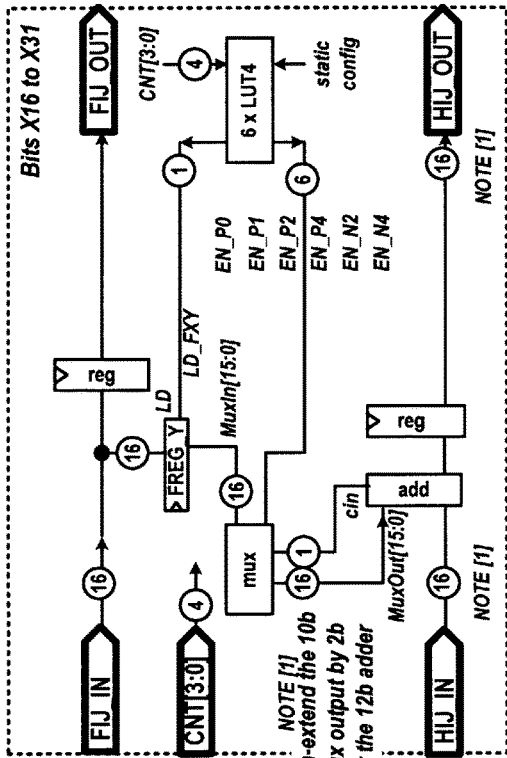 Bits X16 to X31
FIJ IN
16
reg
FIJ OUT
16
LD
FREG Y
LD_FXY
1
CNT[3:0]
4
6 x LUT4
static
config
CNT[3:0]
4
MuxIn[15:0]
16
mux
6
EN_P0
EN_P1
EN_P2
EN_P4
EN_N2
EN_N4
16
1
cin
MuxOut[15:0]
NOTE [1]
-extend the 10b
output by 2b
the 12b adder
HIJ IN
16
NOTE [1]
add
reg
16
NOTE [1]
HIJ OUT